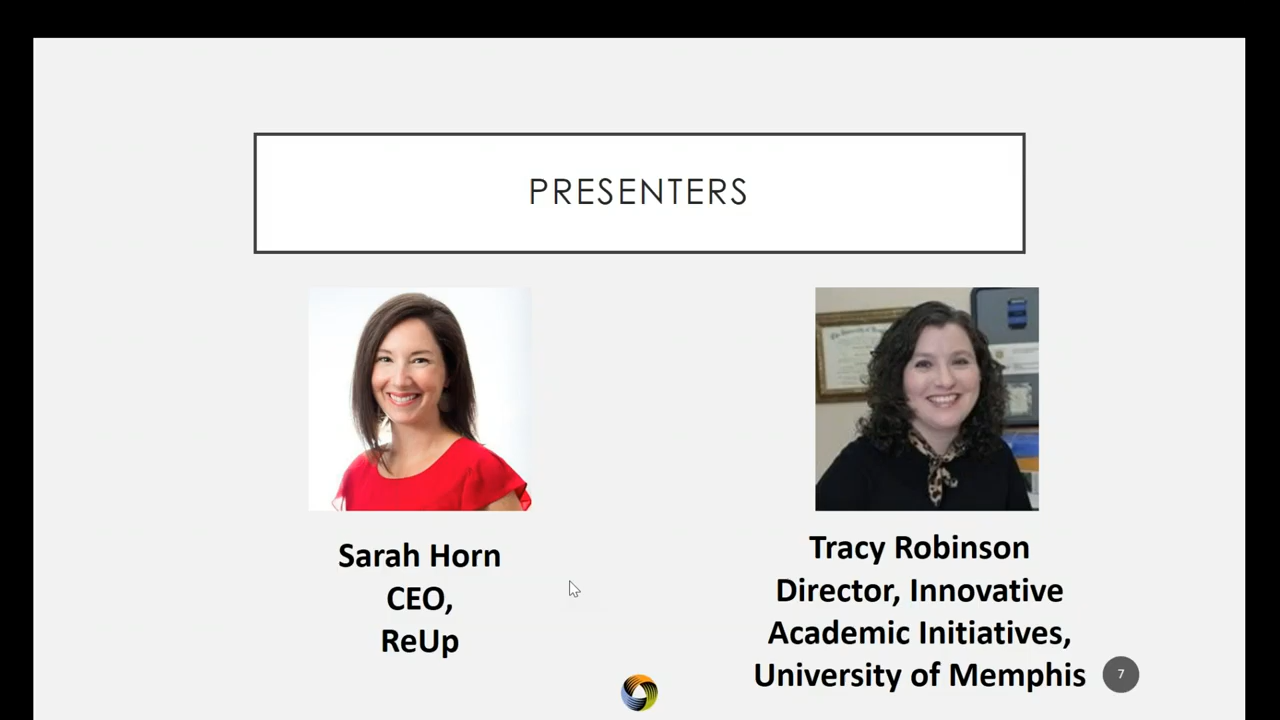 PRESENTERS
Sarah Horn
CEO,
ReUp
Tracy Robinson
Director, Innovative
Academic Initiatives,
University of Memphis
7